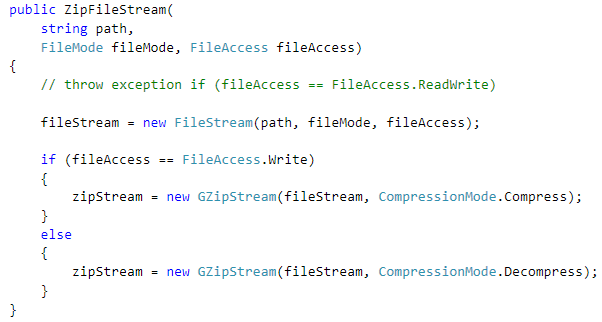 public ZipFileStream(
    string path,
    FileMode fileMode, FileAccess fileAccess)
{
    // throw exception if (fileAccess == FileAccess.ReadWrite)
    fileStream = new FileStream(path, fileMode, fileAccess);
    if (fileAccess == FileAccess.Write)
    {
        zipStream = new GZipStream(fileStream, CompressionMode.Compress);
    }
    else
    {
        zipStream = new GZipStream(fileStream, CompressionMode.Decompress);
    }
}